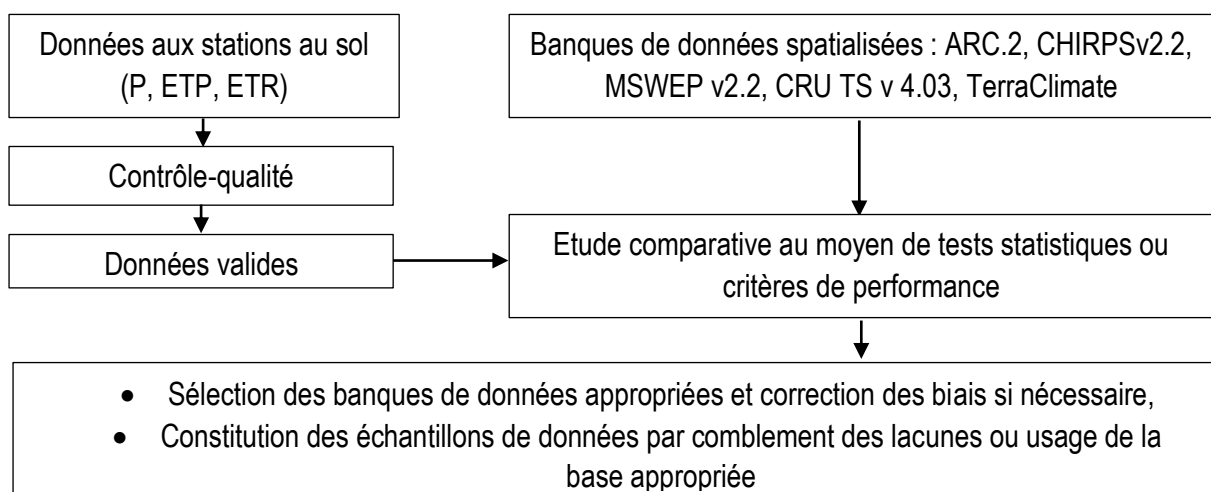 Données aux stations au sol
(P, ETP, ETR)
Banques de données spatialisées : ARC.2, CHIRPSv2.2,
MSWEP v2.2, CRU TS v 4.03, TerraClimate
Contrôle-qualité
Données valides
Etude comparative au moyen de tests statistiques ou
critères de performance
• Sélection des banques de données appropriées et correction des biais si nécessaire,
• Constitution des échantillons de données par comblement des lacunes ou usage de la
base appropriée